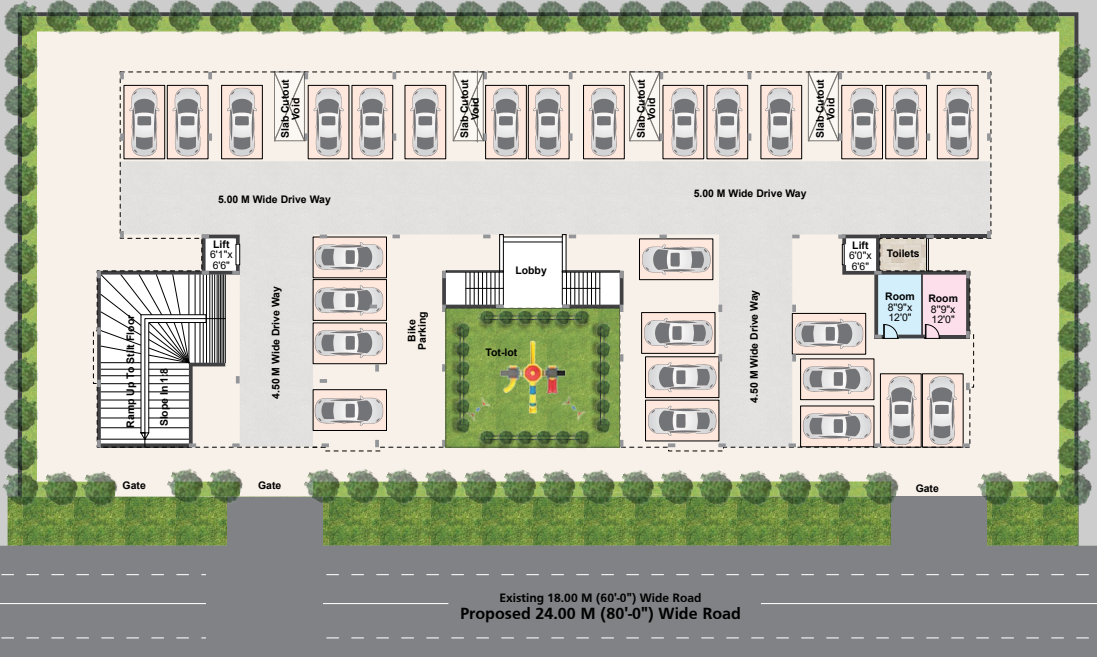 Slab Cutout
Void
Slab Cutout
Void
Slab Cutout
Void
Slab Cutout
Void
5.00 M Wide Drive Way
5.00 M Wide Drive Way
Lift
6'1"x
6'6"
Lobby
Lift
6'0"x
6'6"
Toilets
Room
8"9"x
12'0"
Room
8"9"x
12'0"
4.50 M Wide Drive Way
Bike
Parking
Tot-lot
4.50 M Wide Drive Way
Ramp Up To Stilt Floor
Slope In 1:8
Gate
Gate
Gate
Existing 18.00 M (60'-0") Wide Road
Proposed 24.00 M (80'-0") Wide Road